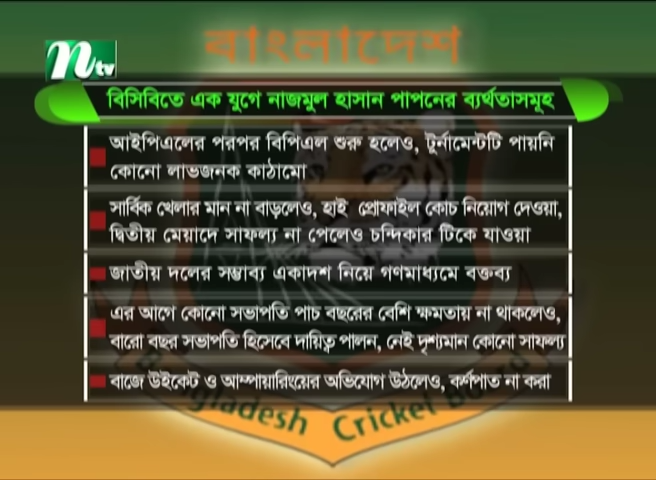 বাংলাদেশ
ntv
বিসিবিতে এক যুগে নাজমুল হাসান পাপনের ব্যর্থতাসমূহ
আইপিএলের পরপর বিপিএল শুরু হলেও, টুর্নামেন্টটি পায়নি
কোনো লাভজনক কাঠামো
সার্বিক খেলার মান না বাড়লেও, হাই প্রোফাইল কোচ নিয়োগ দেওয়া,
দ্বিতীয় মেয়াদে সাফল্য না পেলেও চন্দিকার টিকে যাওয়া
জাতীয় দলের সম্ভাব্য একাদশ নিয়ে গণমাধ্যমে বক্তব্য
এর আগে কোনো সভাপতি পাচ বছরের বেশি ক্ষমতায় না থাকলেও,
বারো বছর সভাপতি হিসেবে দায়িত্ব পালন, নেই দৃশ্যমান কোনো সাফল্য
বাজে উইকেট ও আম্পায়ারিংয়ের অভিযোগ উঠলেও, কর্ণপাত না করা
Bangladesh Cricket Board